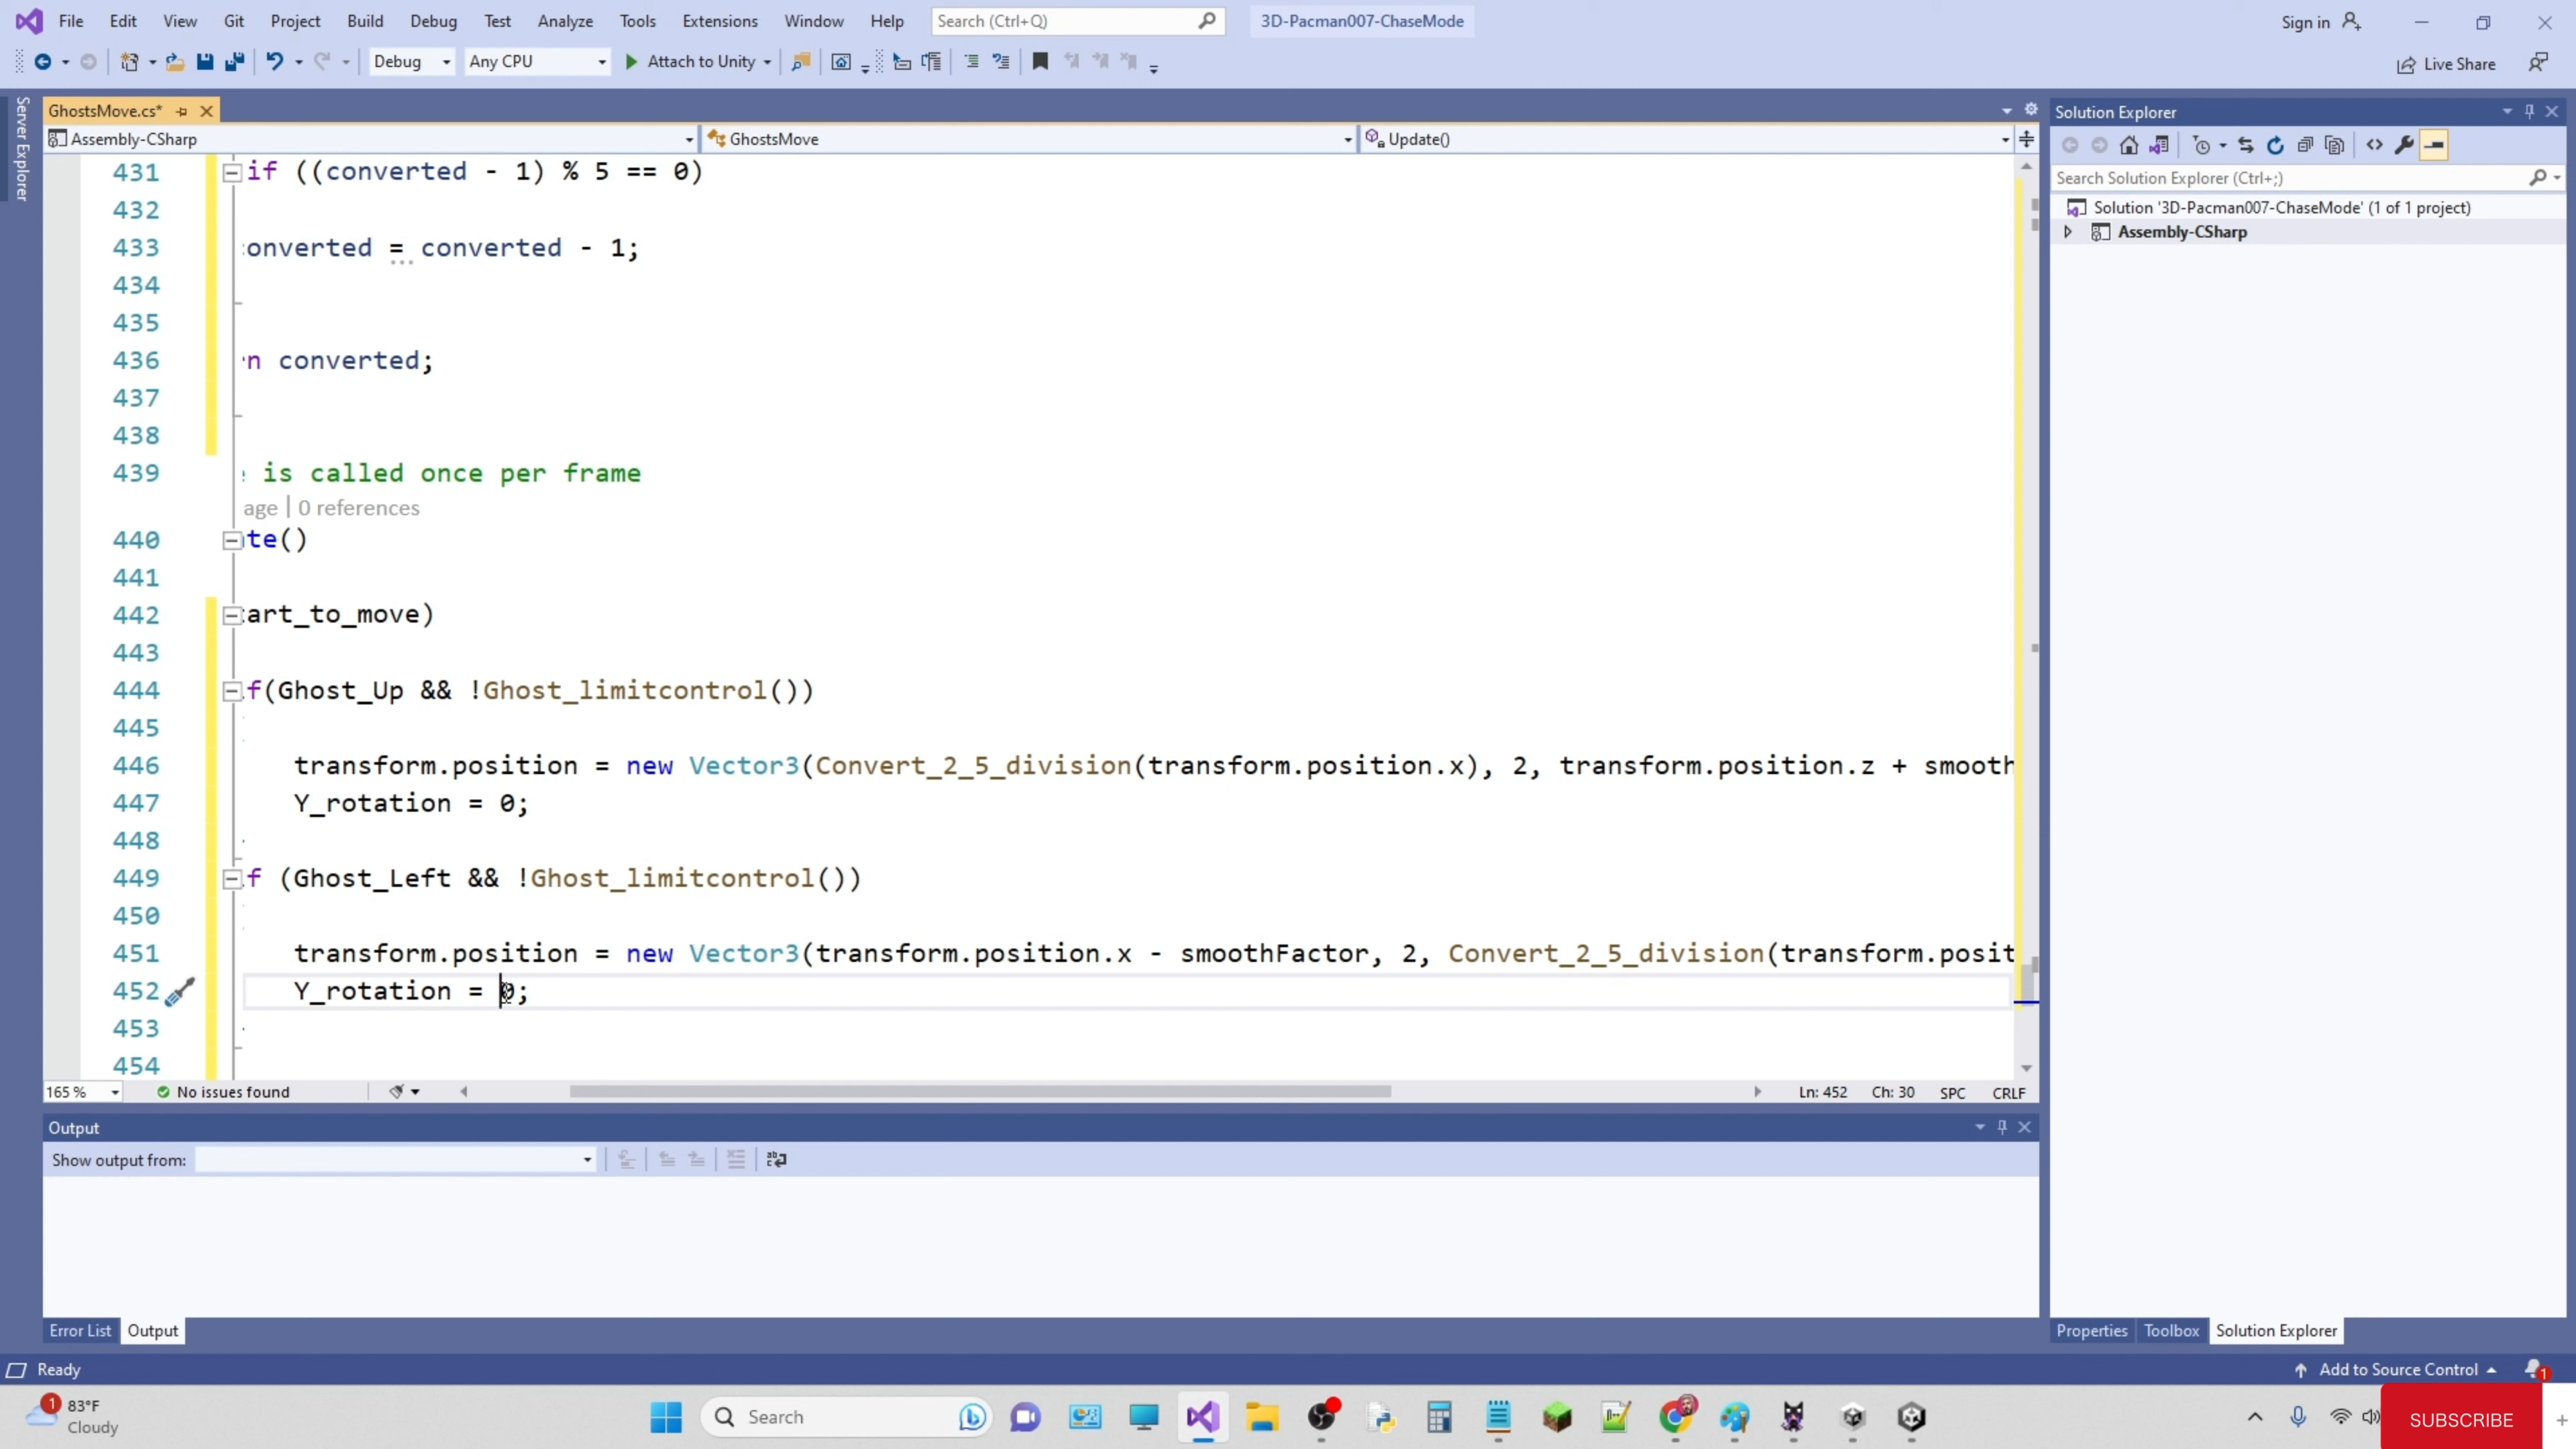 File Edit View Git Project Build Debug Test Analyze Tools Extensions Window Help Search (Ctrl+Q) 3D-Pacman007-ChaseMode Sign in
Debug Any CPU Attach to Unity Live Share
Server Explorer
GhostsMove.cs*
Assembly-CSharp GhostsMove Update()
431 if ((converted - 1) % 5 == 0)
432
433 onverted = converted - 1;
434
435
436 n converted;
437
438
439 is called once per frame
age | 0 references
440 te()
441
442 art_to_move)
443
444 f(Ghost_Up && !Ghost_limitcontrol())
445
446 transform.position = new Vector3(Convert_2_5_division(transform.position.x), 2, transform.position.z + smooth
447 Y_rotation = 0;
448
449 f (Ghost_Left && !Ghost_limitcontrol())
450
451 transform.position = new Vector3(transform.position.x - smoothFactor, 2, Convert_2_5_division(transform.posit
452 Y_rotation = 0;
453
454
165 % No issues found Ln: 452 Ch: 30 SPC CRLF
Output
Show output from:
Error List Output
Solution Explorer
Search Solution Explorer (Ctrl+;)
Solution '3D-Pacman007-ChaseMode' (1 of 1 project)
Assembly-CSharp
Properties Toolbox Solution Explorer
Ready Add to Source Control 1
1 83°F
Cloudy
Search
SUBSCRIBE